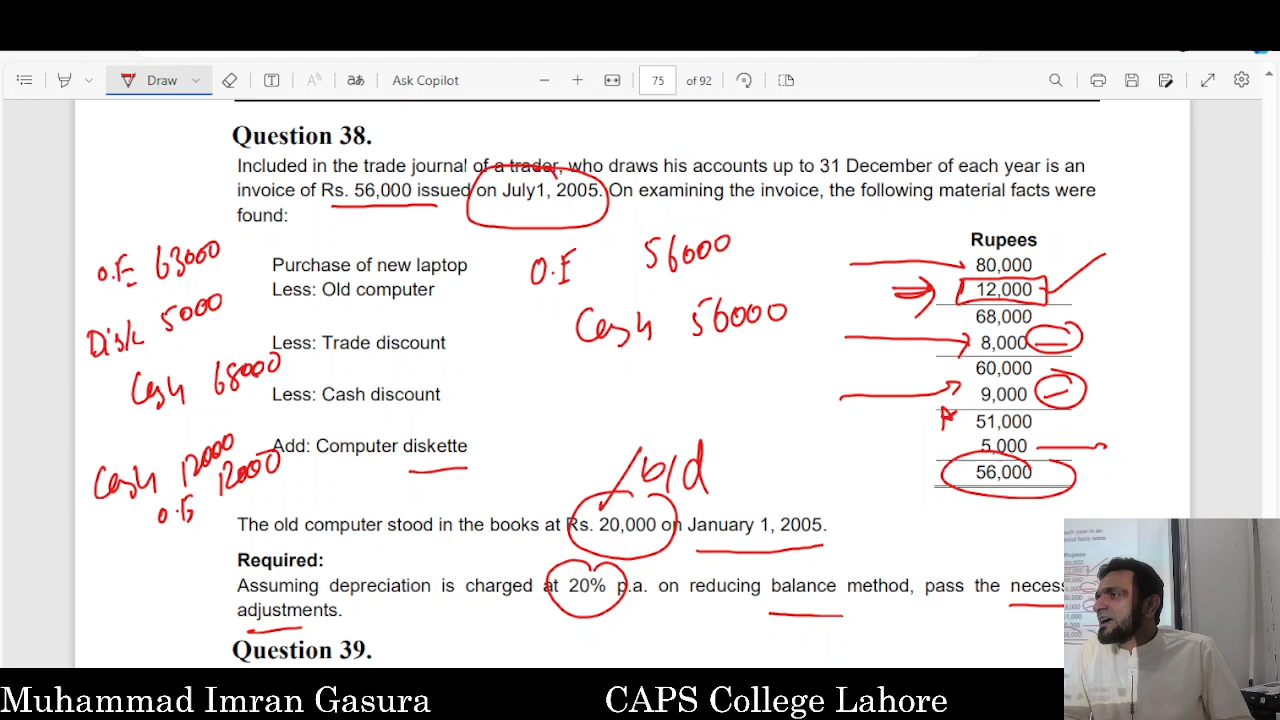 Draw
Ask Copilot
75 of 92
Question 38.
Included in the trade journal of a trader, who draws his accounts up to 31 December of each year is an
invoice of Rs. 56,000 issued on July1, 2005. On examining the invoice, the following material facts were
found:
Rupees
Purchase of new laptop 80,000
Less: Old computer 12,000
68,000
Less: Trade discount 8,000
60,000
Less: Cash discount 9,000
51,000
Add: Computer diskette 5,000
56,000
O.E 63000
Disk 5000
Cash 68000
Cash 12000
O.E 12000
O.E 56000
Cash 56000
b/d
The old computer stood in the books at Rs. 20,000 on January 1, 2005.
Required:
Assuming depreciation is charged at 20% p.a. on reducing balance method, pass the necess
adjustments.
Question 39.
Muhammad Imran Gasura CAPS College Lahore